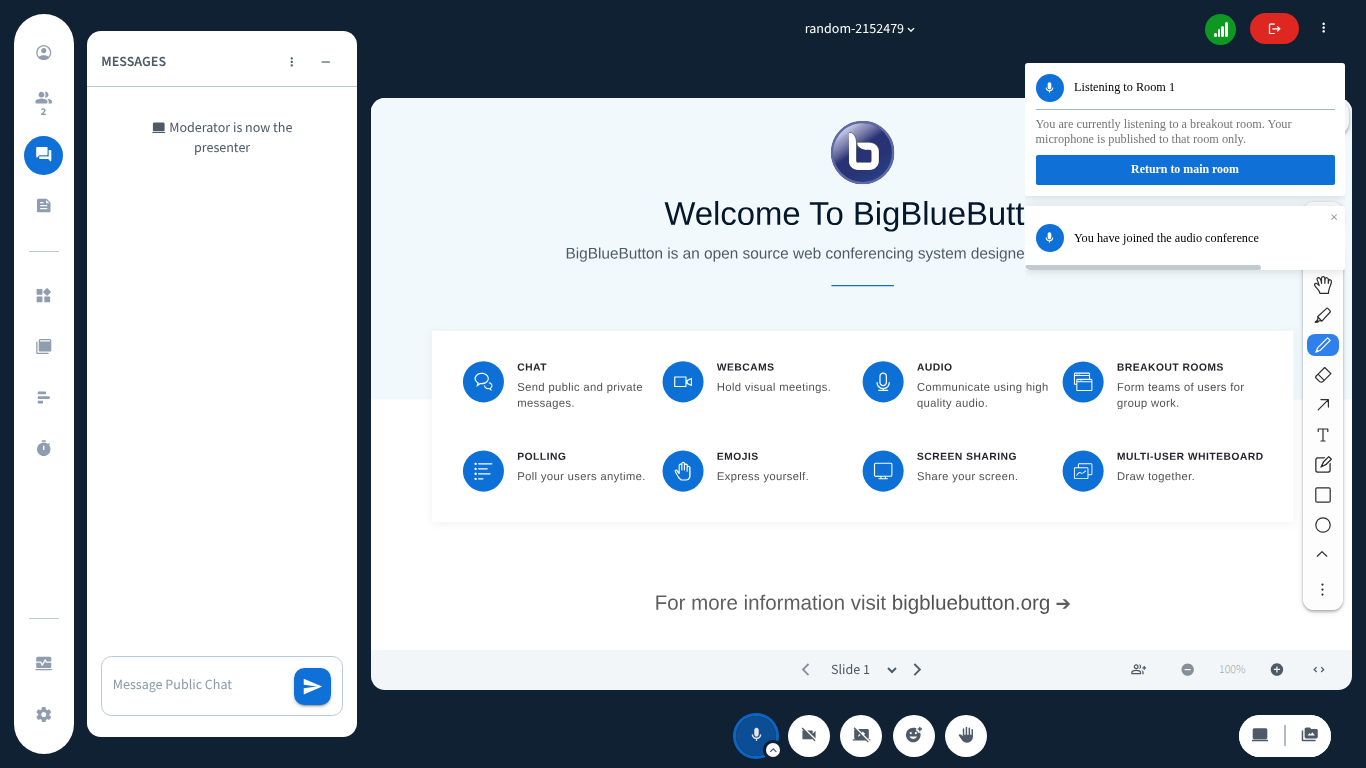 random-2152479
2
MESSAGES
Moderator is now the
presenter
Message Public Chat
Listening to Room 1
You are currently listening to a breakout room. Your
microphone is published to that room only.
Return to main room
You have joined the audio conference
Welcome To BigBlueButt
BigBlueButton is an open source web conferencing system designe
CHAT
Send public and private
messages.
WEBCAMS
Hold visual meetings.
AUDIO
Communicate using high
quality audio.
BREAKOUT ROOMS
Form teams of users for
group work.
POLLING
Poll your users anytime.
EMOJIS
Express yourself.
SCREEN SHARING
Share your screen.
MULTI-USER WHITEBOARD
Draw together.
For more information visit bigbluebutton.org ➔
Slide 1
100%